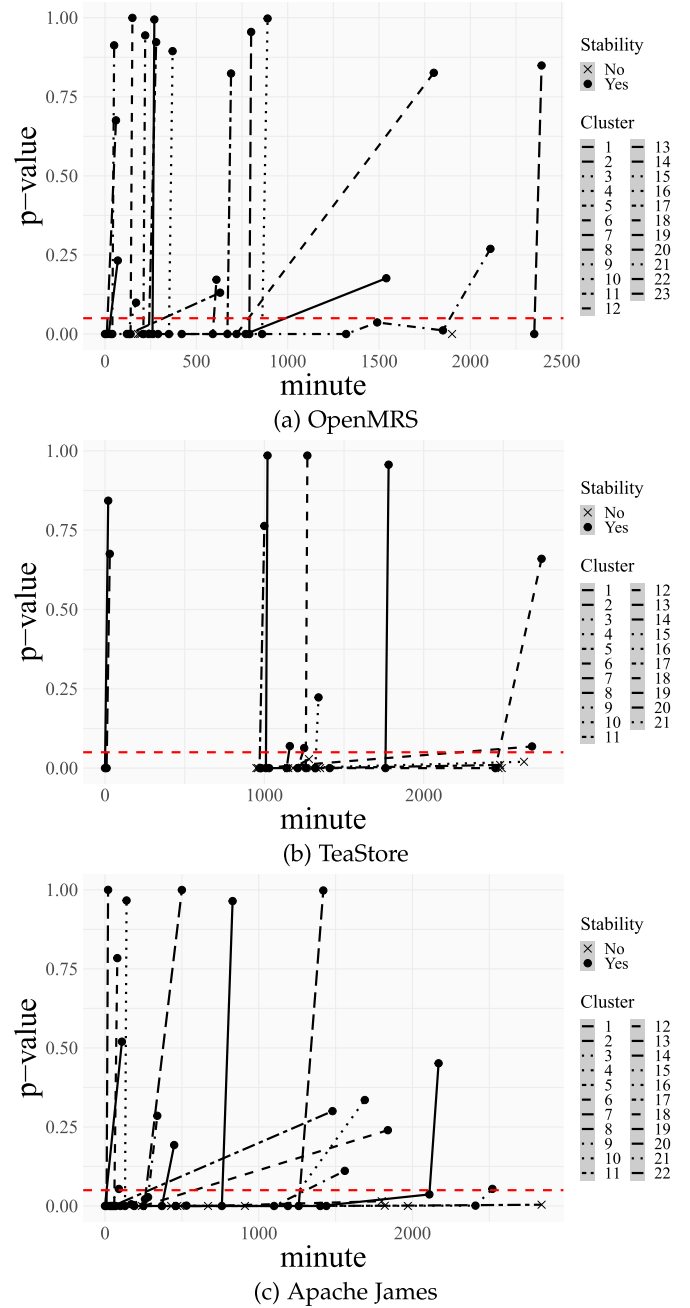 1.00
0.75
0.50
0.25
0.00
p−value
0 500 1000 1500 2000 2500
minute
Stability
No
Yes
Cluster
1 13
2 14
3 15
4 16
5 17
6 18
7 19
8 20
9 21
10 22
11 23
12
(a) OpenMRS
1.00
0.75
0.50
0.25
0.00
p−value
0 1000 2000
minute
Stability
No
Yes
Cluster
1 12
2 13
3 14
4 15
5 16
6 17
7 18
8 19
9 20
10 21
11
(b) TeaStore
1.00
0.75
0.50
0.25
0.00
p−value
0 1000 2000
minute
Stability
No
Yes
Cluster
1 12
2 13
3 14
4 15
5 16
6 17
7 18
8 19
9 20
10 21
11 22
(c) Apache James